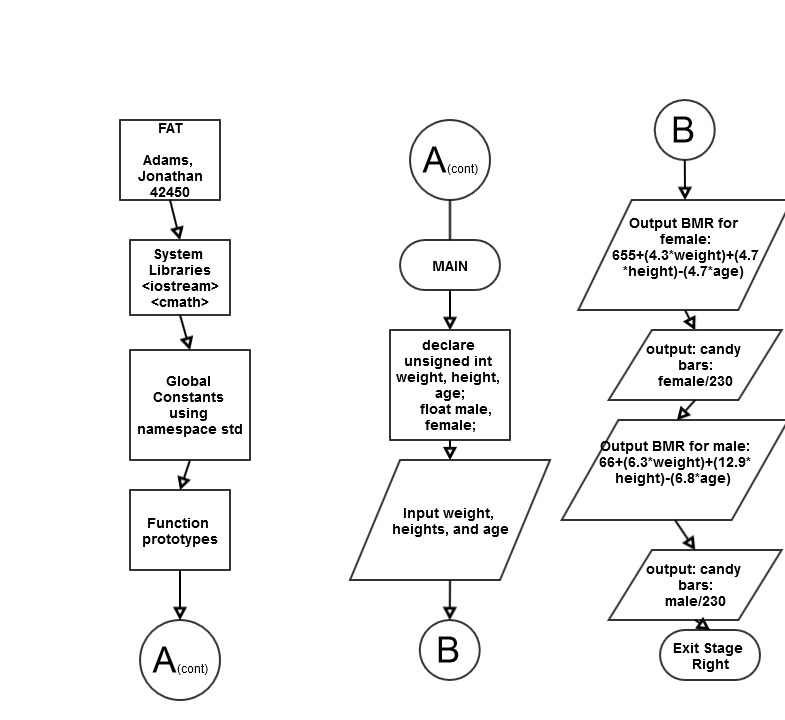 FAT
Adams,
Jonathan
42450
System
Libraries
<iostream>
<cmath>
Global
Constants
using
namespace std
Function
prototypes
A(cont)
A(cont)
MAIN
declare
unsigned int
weight, height,
age;
float male,
female;
Input weight,
heights, and age
B
B
Output BMR for
female:
655+(4.3*weight)+(4.7
*height)-(4.7*age)
output: candy
bars:
female/230
Output BMR for male:
66+(6.3*weight)+(12.9*
height)-(6.8*age)
output: candy
bars:
male/230
Exit Stage
Right